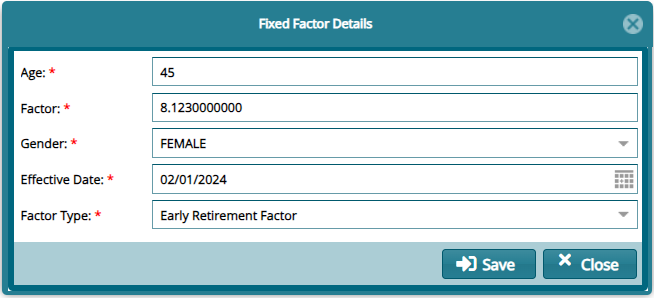 Fixed Factor Details
Age: * 45
Factor: * 8.1230000000
Gender: * FEMALE
Effective Date: * 02/01/2024
Factor Type: * Early Retirement Factor
Save Close